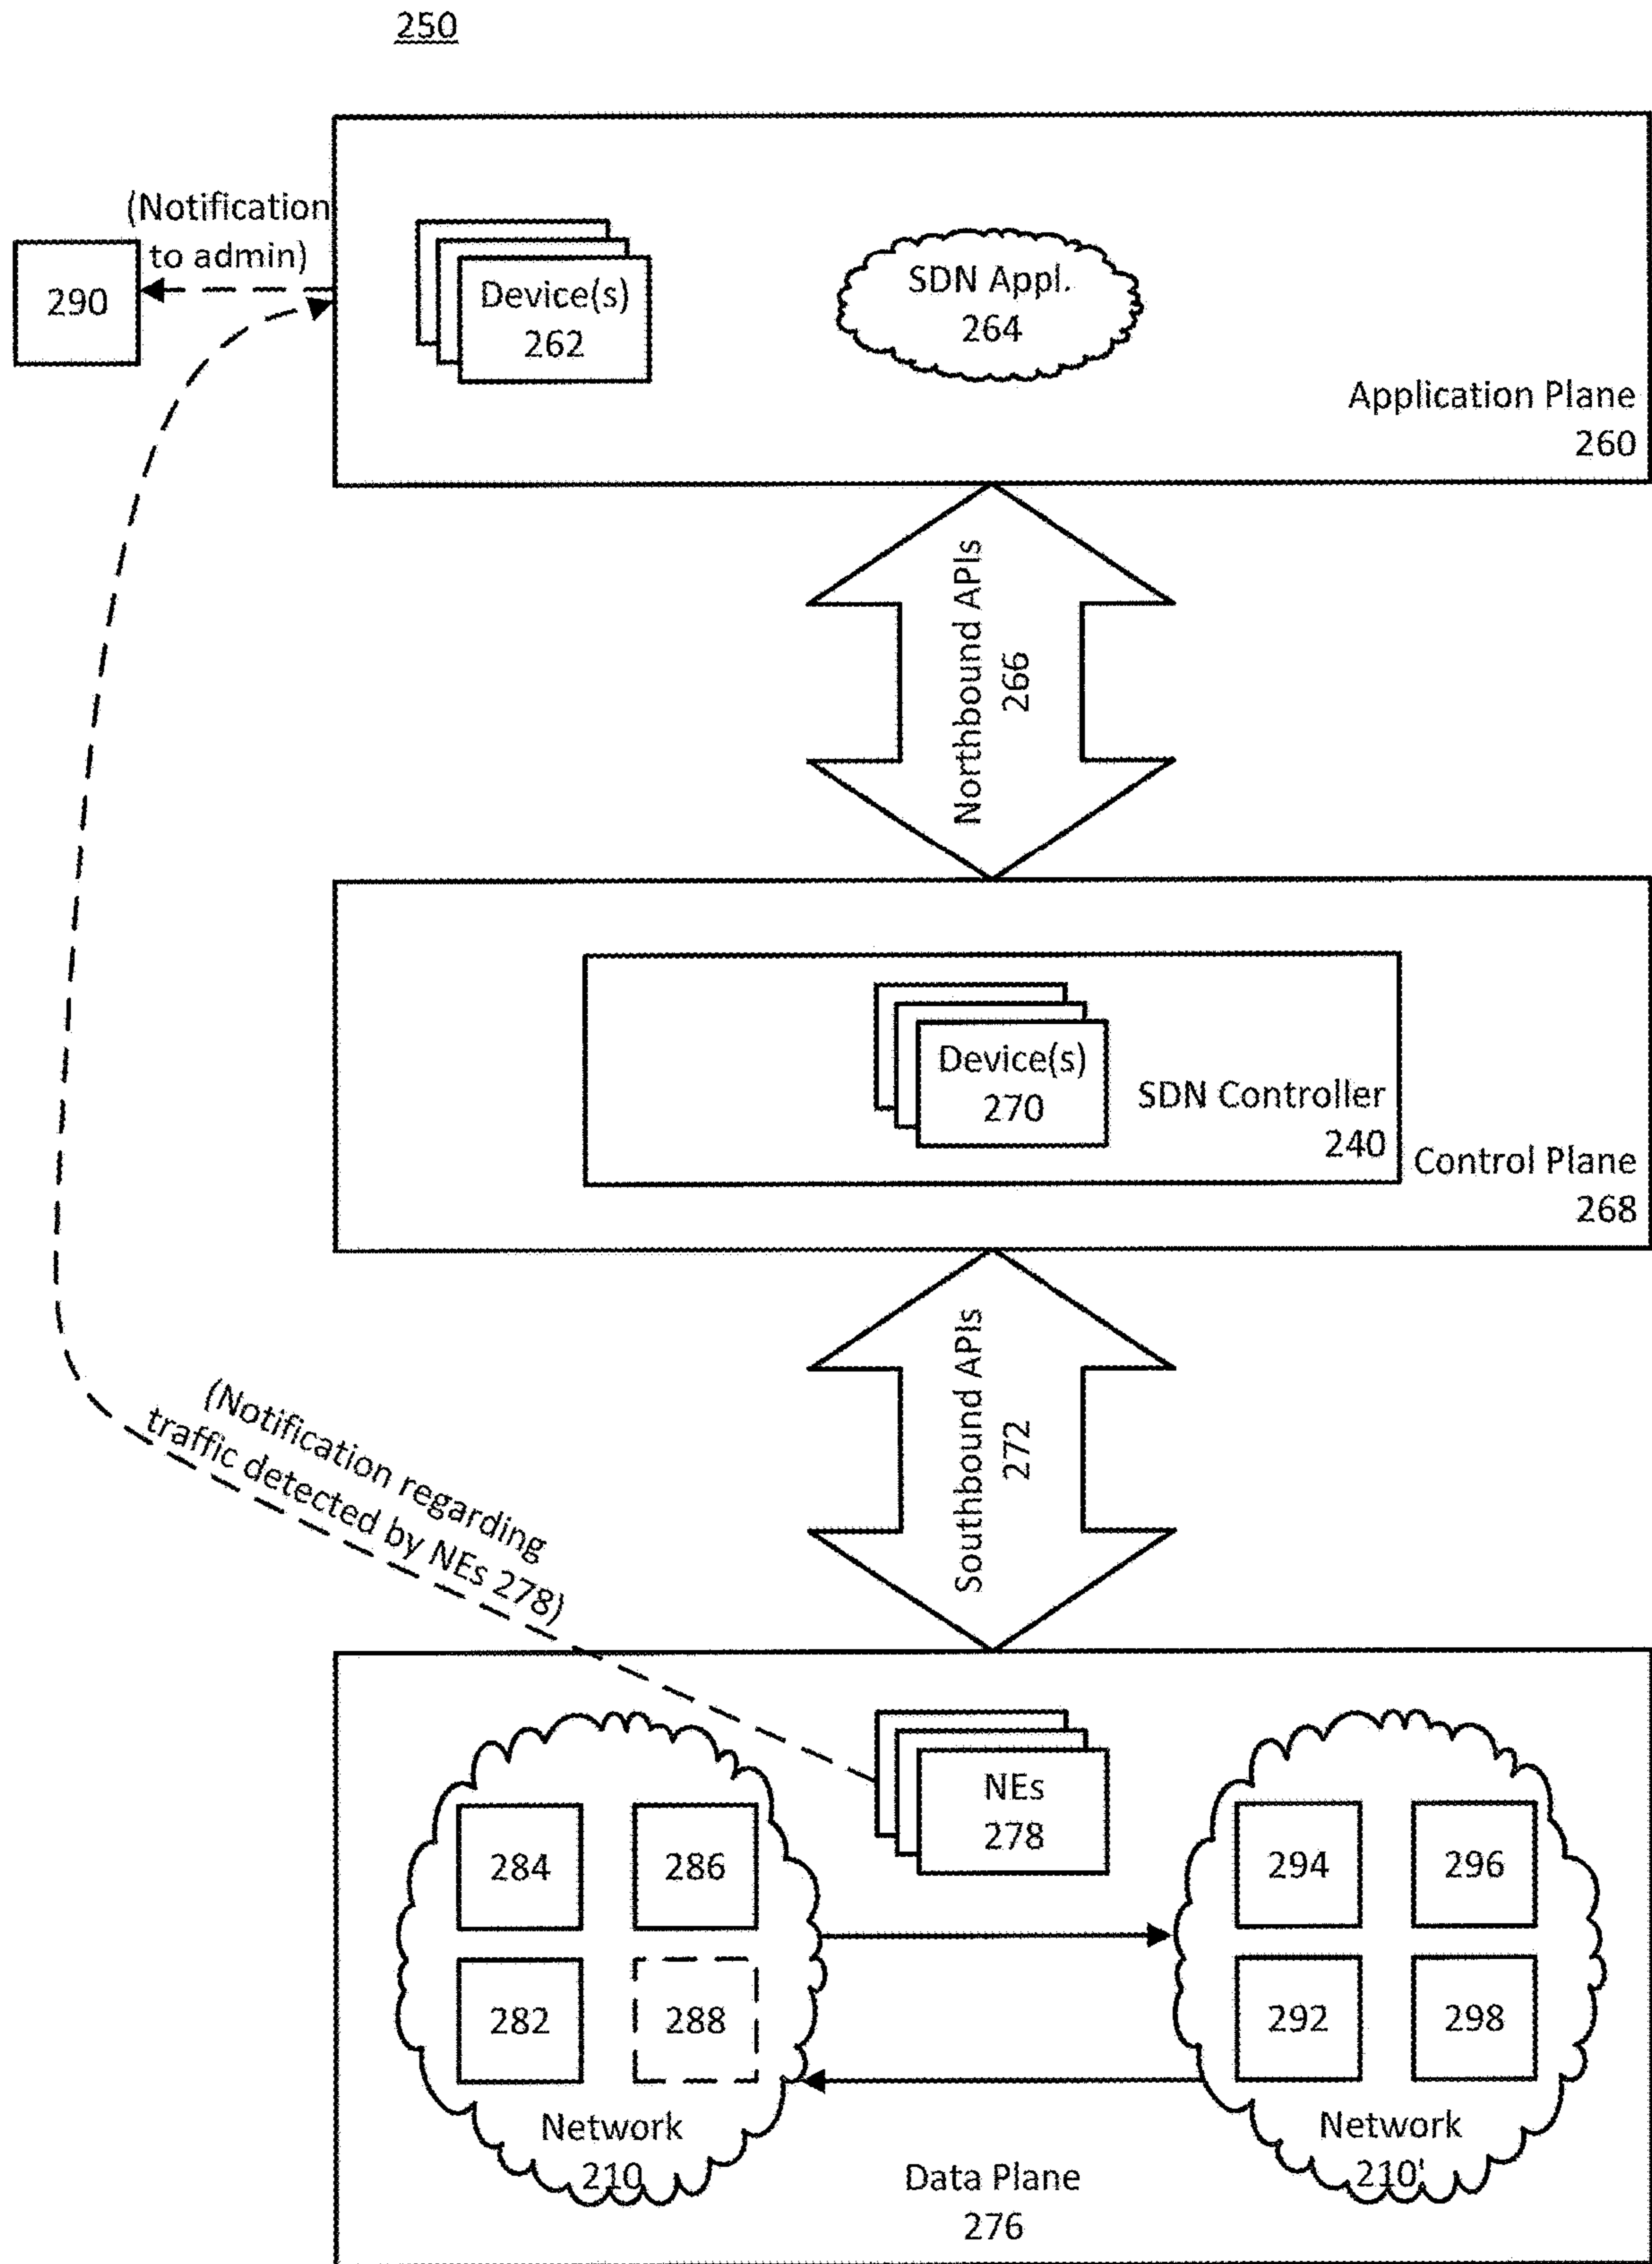 250
(Notification
to admin)
290
Device(s)
262
SDN Appl.
264
Application Plane
260
Northbound APIs
266
Device(s)
270
SDN Controller
240
Control Plane
268
Southbound APIs
272
(Notification regarding
traffic detected by NEs 278)
NEs
278
284
286
282
288
Network
210
294
296
292
298
Network
210'
Data Plane
276